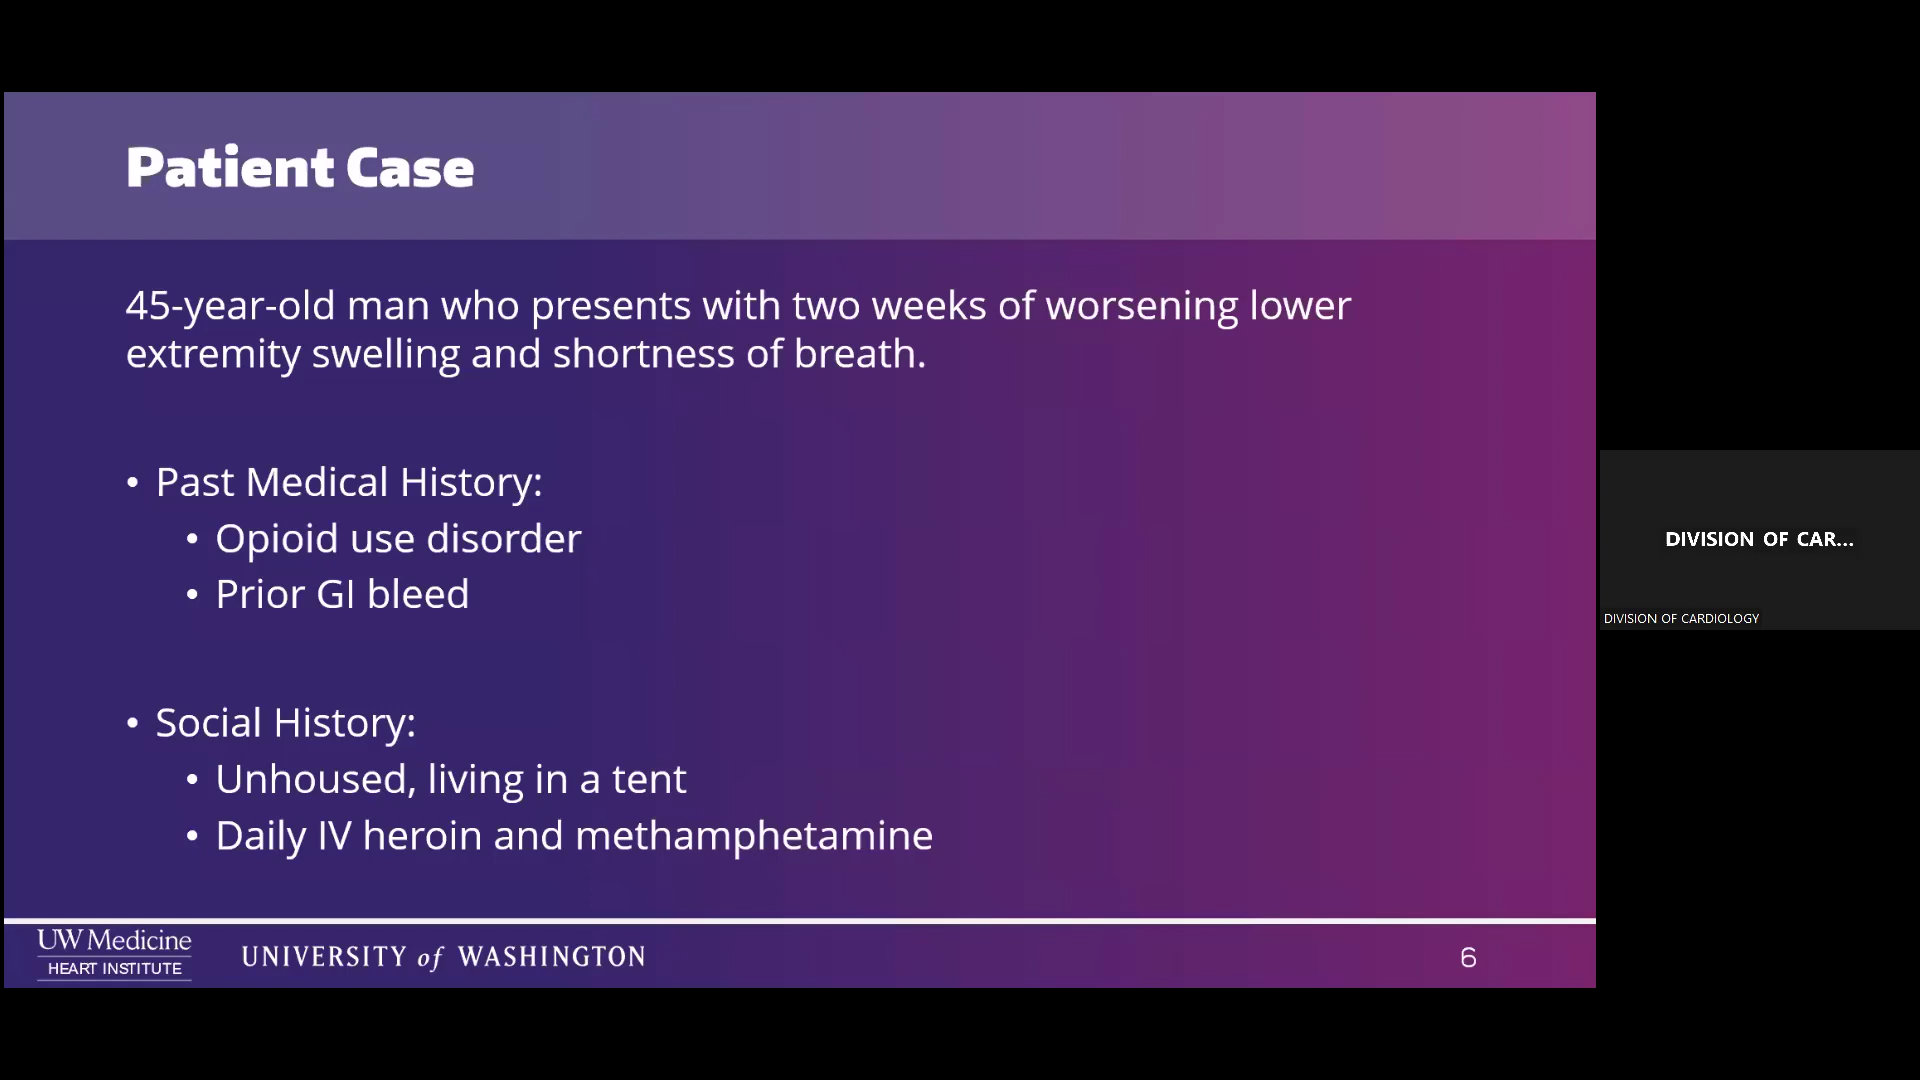 Patient Case
45-year-old man who presents with two weeks of worsening lower
extremity swelling and shortness of breath.
• Past Medical History:
• Opioid use disorder
• Prior GI bleed
• Social History:
• Unhoused, living in a tent
• Daily IV heroin and methamphetamine
UW Medicine
HEART INSTITUTE
UNIVERSITY of WASHINGTON
6
DIVISION OF CAR...
DIVISION OF CARDIOLOGY